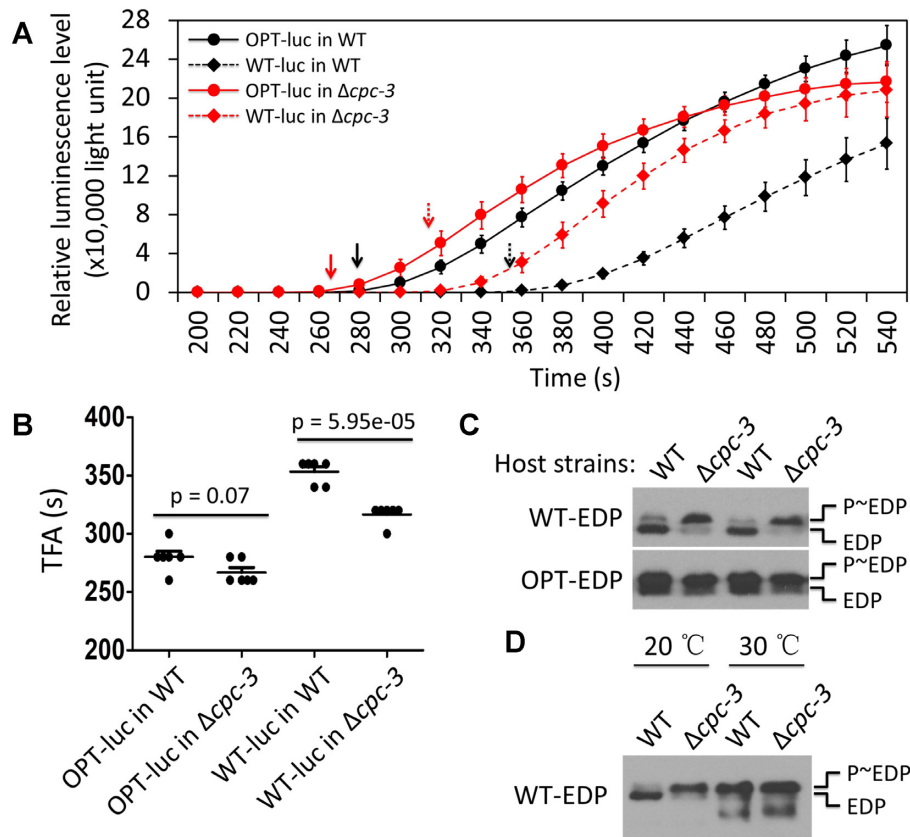 A
Relative luminescence level
(x10,000 light unit)
28
24
20
16
12
8
4
0
OPT-luc in WT
WT-luc in WT
OPT-luc in Δcpc-3
WT-luc in Δcpc-3
200
220
240
260
280
300
320
340
360
380
400
420
440
460
480
500
520
540
Time (s)
B
TFA (s)
400
350
300
250
200
p = 0.07
p = 5.95e-05
OPT-luc in WT
OPT-luc in Δcpc-3
WT-luc in WT
WT-luc in Δcpc-3
C
Host strains: WT Δcpc-3 WT Δcpc-3
WT-EDP
P~EDP
EDP
OPT-EDP
P~EDP
EDP
D
20 ℃ 30 ℃
WT Δcpc-3 WT Δcpc-3
WT-EDP
P~EDP
EDP